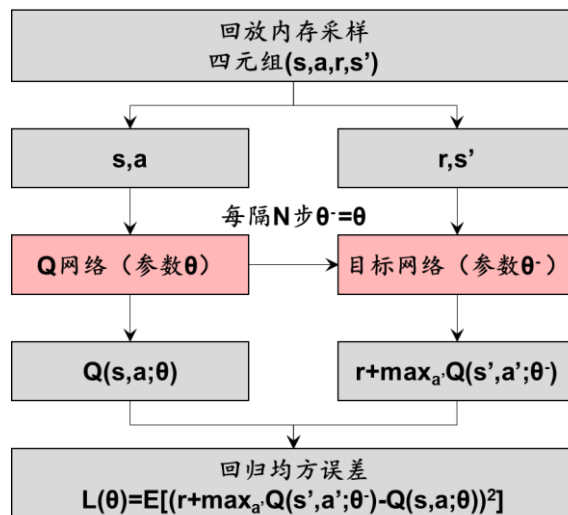 回放内存采样
四元组(s,a,r,s’)
s,a
r,s’
每隔N步θ⁻=θ
Q网络（参数θ）
目标网络（参数θ⁻）
Q(s,a;θ)
r+maxₐ’Q(s’,a’;θ⁻)
回归均方误差
L(θ)=E[(r+maxₐ’Q(s’,a’;θ⁻)-Q(s,a;θ))²]